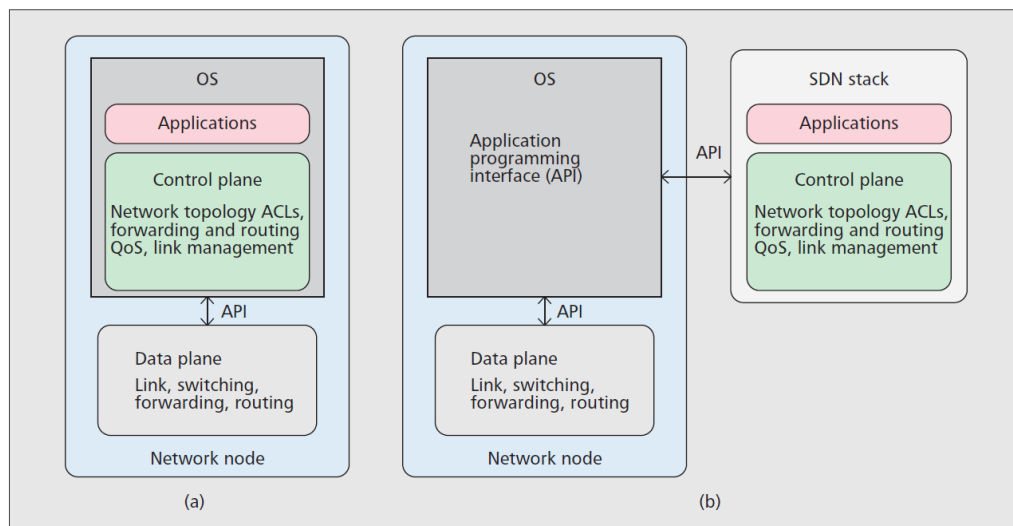 OS
Applications
Control plane
Network topology ACLs,
forwarding and routing
QoS, link management
API
Data plane
Link, switching,
forwarding, routing
Network node
(a)
OS
Application
programming
interface (API)
API
Data plane
Link, switching,
forwarding, routing
Network node
API
SDN stack
Applications
Control plane
Network topology ACLs,
forwarding and routing
QoS, link management
(b)